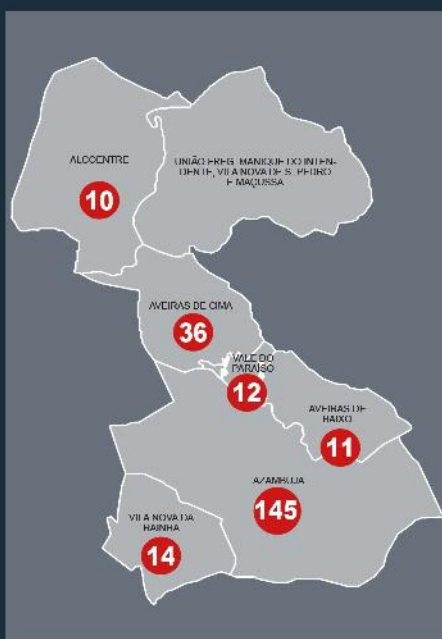 ALCOENTRE
10
UNIÃO FREG. MANIQUE DO INTEN-
DENTE, VILA NOVA DE S. PEDRO
E MAÇUSSA
AVEIRAS DE CIMA
36
VALE DO
PARAÍSO
12
AVEIRAS DE
BAIXO
11
AZAMBUJA
145
VILA NOVA DA
RAINHA
14